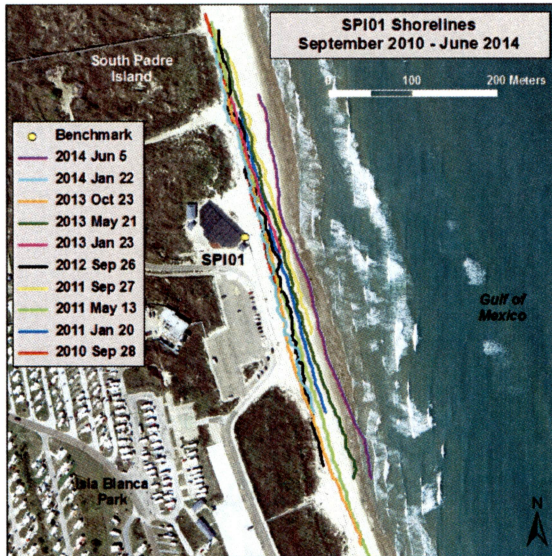 SPI01 Shorelines
September 2010 - June 2014
0 100 200 Meters
South Padre
Island
Benchmark
2014 Jun 5
2014 Jan 22
2013 Oct 23
2013 May 21
2013 Jan 23
2012 Sep 26
2011 Sep 27
2011 May 13
2011 Jan 20
2010 Sep 28
SPI01
Gulf of
Mexico
Isla Blanca
Park
N